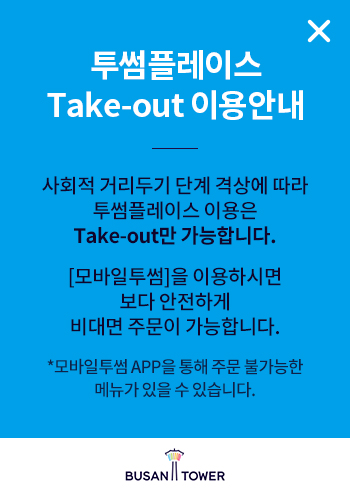 투썸플레이스
Take-out 이용안내
사회적 거리두기 단계 격상에 따라
투썸플레이스 이용은
Take-out만 가능합니다.
[모바일투썸]을 이용하시면
보다 안전하게
비대면 주문이 가능합니다.
*모바일투썸 APP을 통해 주문 불가능한
메뉴가 있을 수 있습니다.
BUSAN TOWER